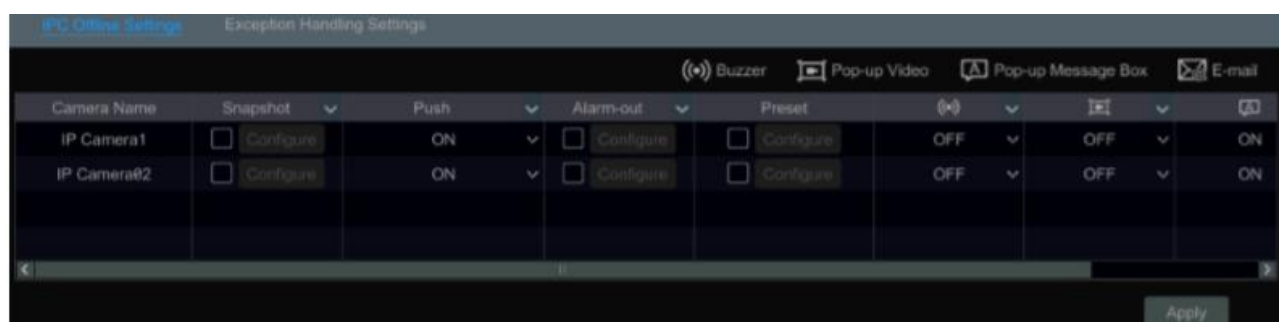 IPC Offline Settings Exception Handling Settings
Buzzer Pop-up Video Pop-up Message Box E-mail
Camera Name Snapshot Push Alarm-out Preset
IP Camera1 Configure ON Configure Configure OFF OFF ON
IP Camera02 Configure ON Configure Configure OFF OFF ON
Apply